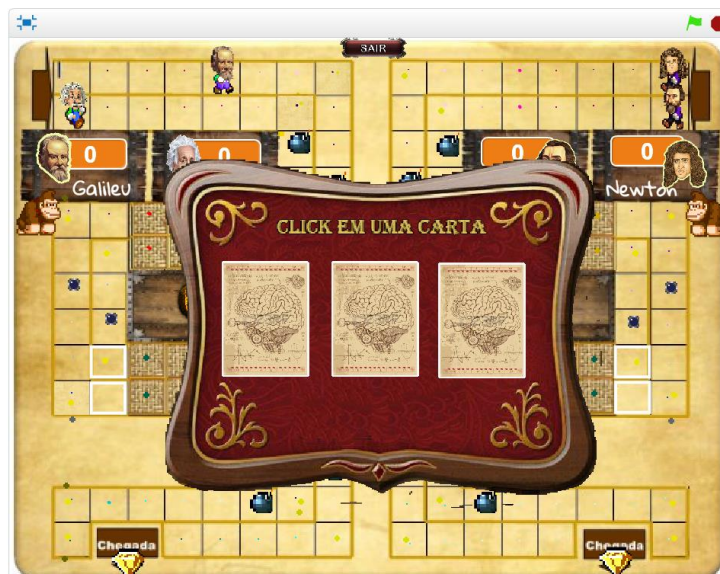 SAIR
0
0
0
0
Galileu
Newton
CLICK EM UMA CARTA
Chegada
Chegada